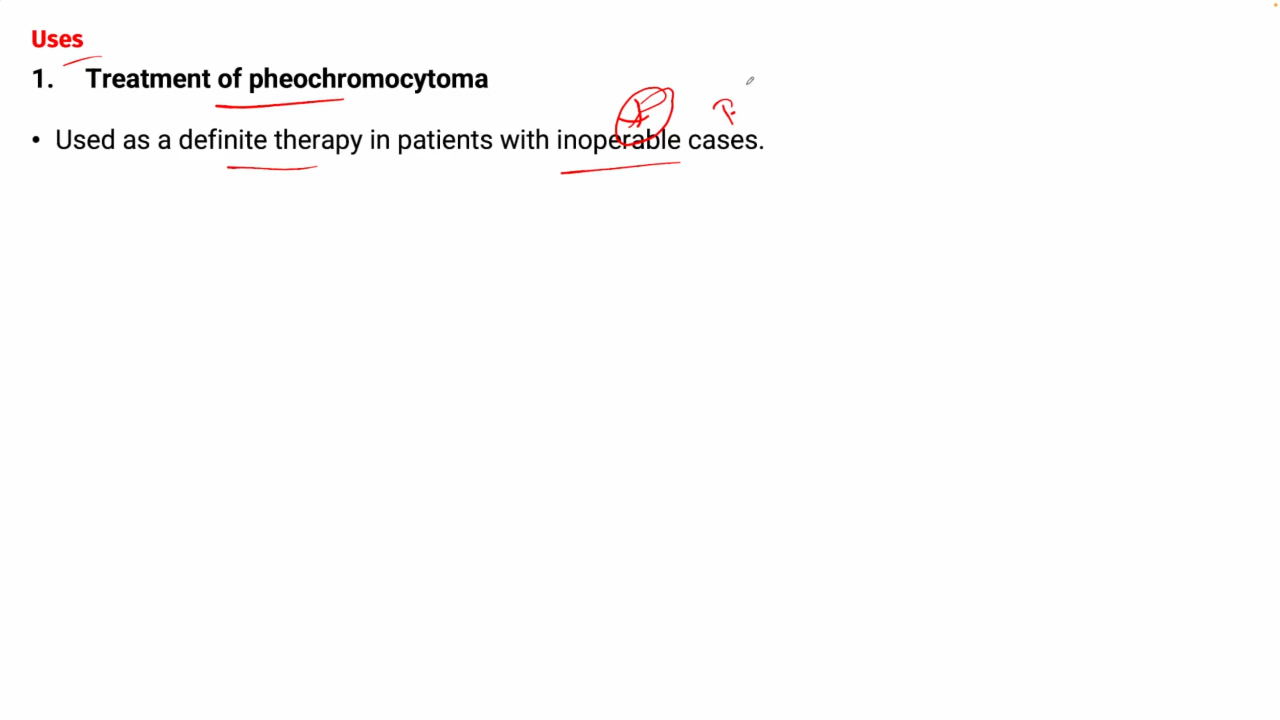 Uses
1. Treatment of pheochromocytoma
• Used as a definite therapy in patients with inoperable cases.